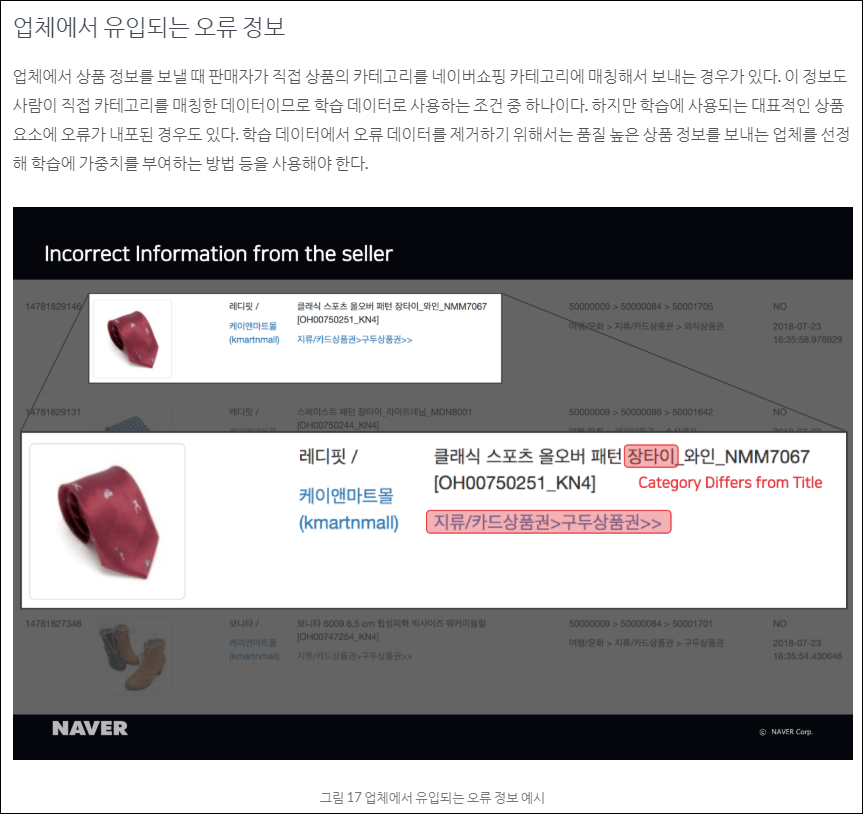 업체에서 유입되는 오류 정보
업체에서 상품 정보를 보낼 때 판매자가 직접 상품의 카테고리를 네이버쇼핑 카테고리에 매칭해서 보내는 경우가 있다. 이 정보도
사람이 직접 카테고리를 매칭한 데이터이므로 학습 데이터로 사용하는 조건 중 하나이다. 하지만 학습에 사용되는 대표적인 상품
요소에 오류가 내포된 경우도 있다. 학습 데이터에서 오류 데이터를 제거하기 위해서는 품질 높은 상품 정보를 보내는 업체를 선정
해 학습에 가중치를 부여하는 방법 등을 사용해야 한다.
Incorrect Information from the seller
14781829146 레디핏 / 클래식 스포츠 올오버 패턴 장타이_와인_NMM7067 50000009 > 50000084 > 50001705 NO
케이앤마트몰 [OH00750251_KN4] 여행/문화 > 지류/카드상품권 > 외식상품권 2018-07-23
(kmartnmall) 지류/카드상품권>구두상품권>> 16:35:58.978929
14781829131 레디핏 / 스페이스트 패턴 장타이_라이트데님_MDN8001 50000009 > 50000086 > 50001642 NO
[OH00750244_KN4]
레디핏 / 클래식 스포츠 올오버 패턴 장타이_와인_NMM7067
케이앤마트몰 [OH00750251_KN4] Category Differs from Title
(kmartnmall) 지류/카드상품권>구두상품권>>
14781827348 보니타 / 보니타 6009 6.5 cm 합성피혁 빅사이즈 워커미들힐 50000009 > 50000084 > 50001701 NO
케이앤마트몰 [OH00747254_KN4] 여행/문화 > 지류/카드상품권 > 구두상품권 2018-07-23
(kmartnmall) 지류/카드상품권>구두상품권>> 16:35:54.430646
NAVER © NAVER Corp.
그림 17 업체에서 유입되는 오류 정보 예시